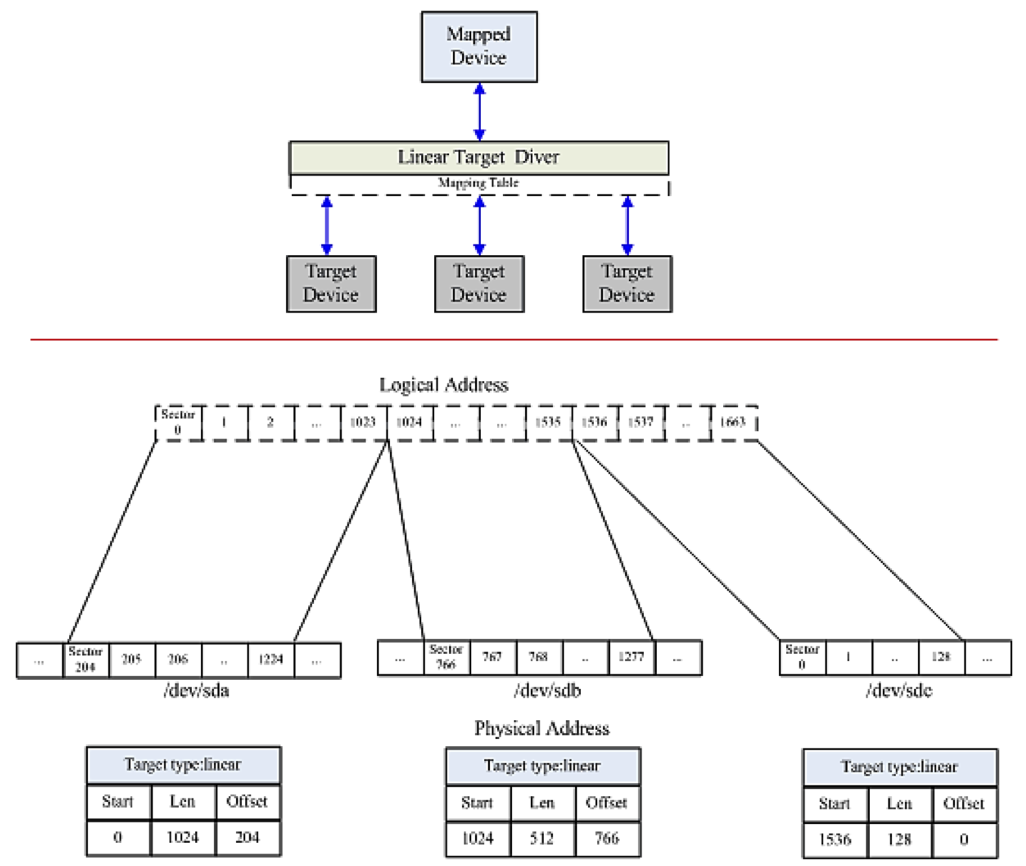 Mapped
Device
Linear Target Diver
Mapping Table
Target
Device
Target
Device
Target
Device
Logical Address
Sector
0
1
2
...
1023
1024
...
...
1535
1536
1537
..
1663
...
Sector
204
205
206
..
1224
...
/dev/sda
...
Sector
766
767
768
..
1277
...
/dev/sdb
Sector
0
1
..
128
...
/dev/sdc
Physical Address
Target type:linear
Start Len Offset
0 1024 204
Target type:linear
Start Len Offset
1024 512 766
Target type:linear
Start Len Offset
1536 128 0